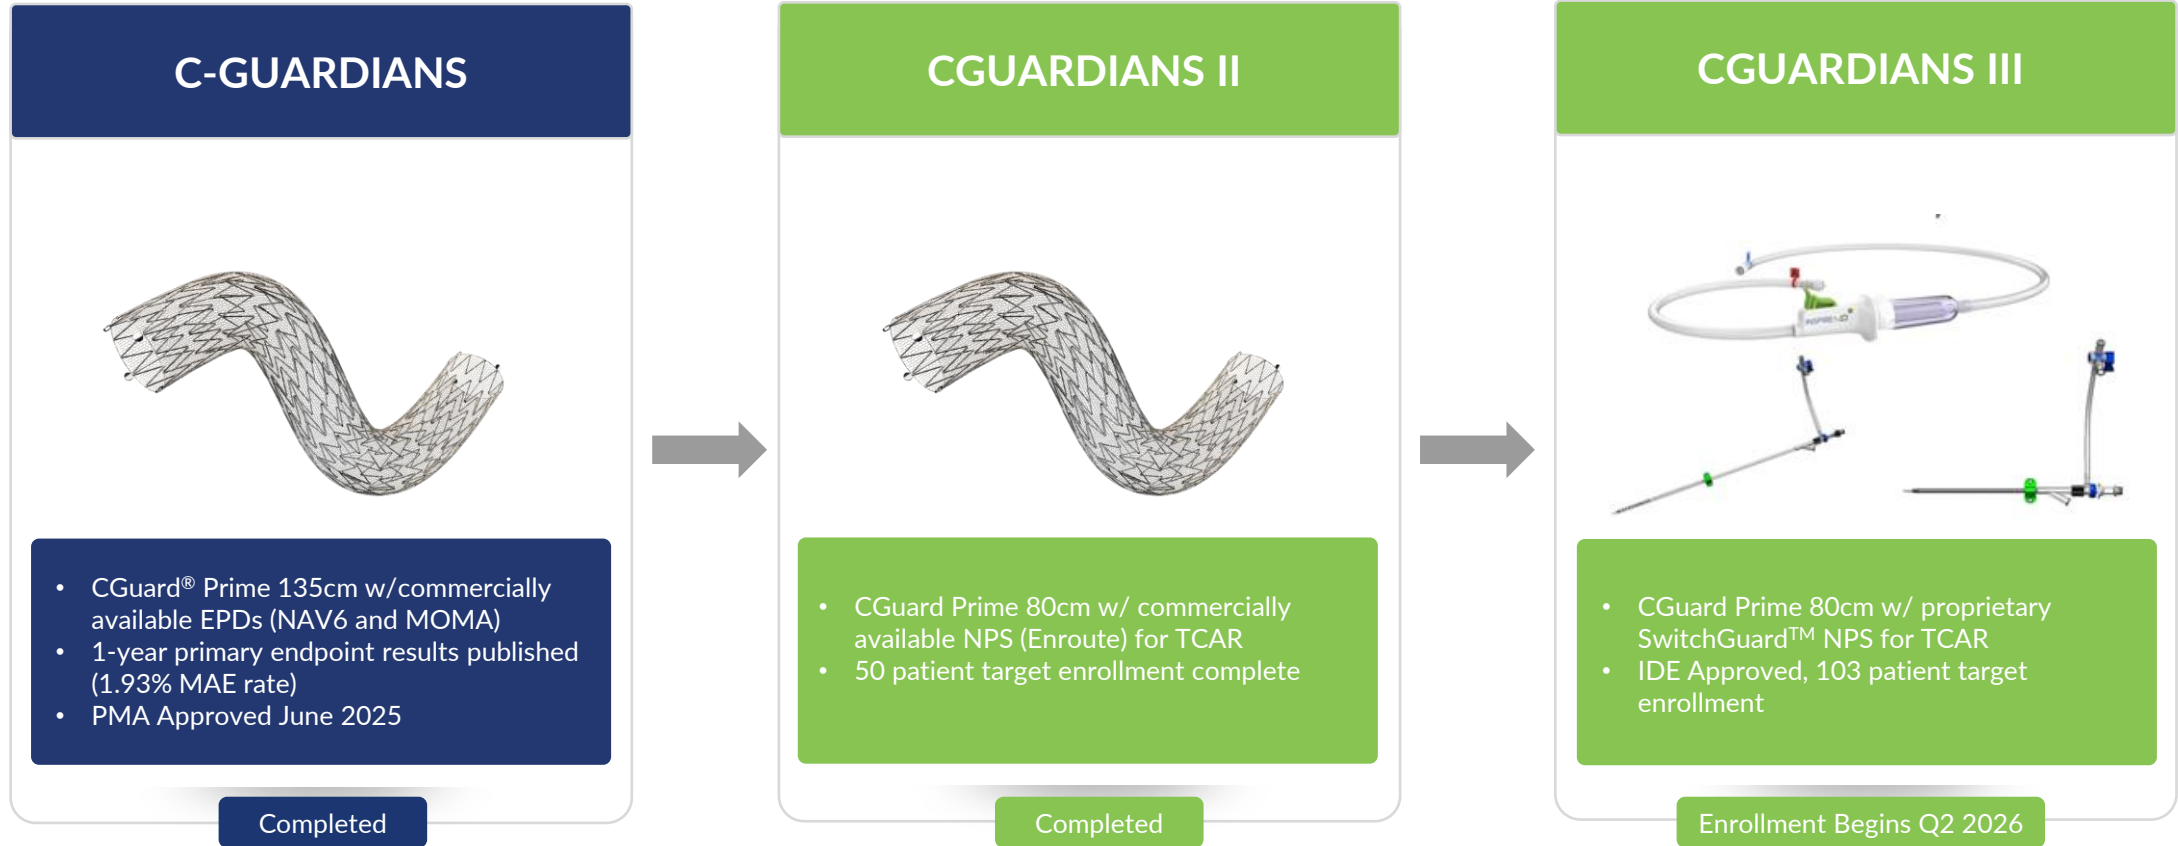 C-GUARDIANS
• CGuard® Prime 135cm w/commercially
available EPDs (NAV6 and MOMA)
• 1-year primary endpoint results published
(1.93% MAE rate)
• PMA Approved June 2025
Completed
CGUARDIANS II
• CGuard Prime 80cm w/ commercially
available NPS (Enroute) for TCAR
• 50 patient target enrollment complete
Completed
CGUARDIANS III
INSPIREMD
• CGuard Prime 80cm w/ proprietary
SwitchGuard™ NPS for TCAR
• IDE Approved, 103 patient target
enrollment
Enrollment Begins Q2 2026